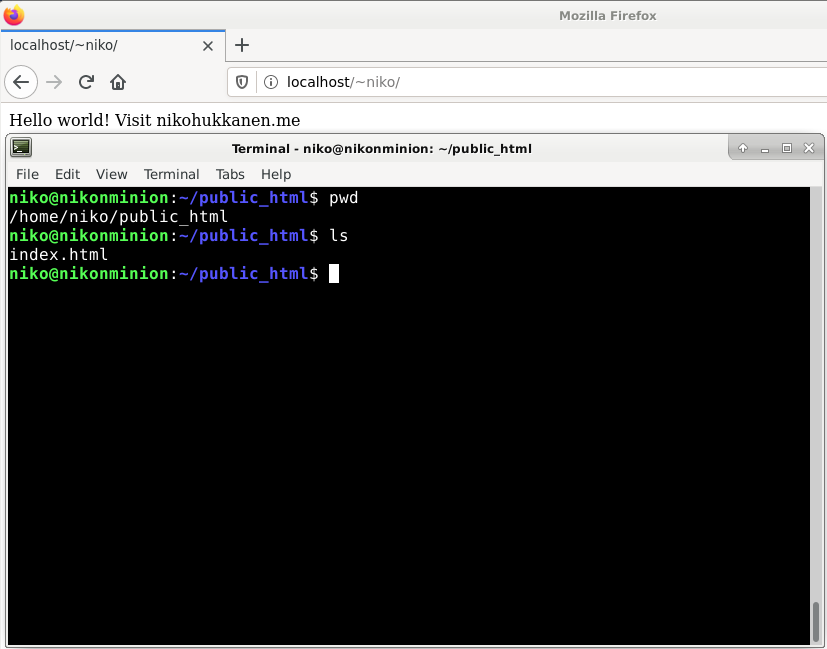 Mozilla Firefox
localhost/~niko/
localhost/~niko/
Hello world! Visit nikohukkanen.me
Terminal - niko@nikonminion: ~/public_html
File Edit View Terminal Tabs Help
niko@nikonminion:~/public_html$ pwd
/home/niko/public_html
niko@nikonminion:~/public_html$ ls
index.html
niko@nikonminion:~/public_html$